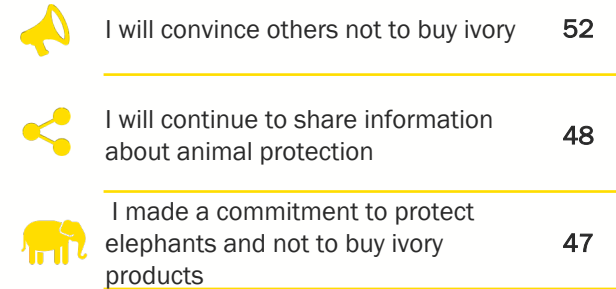 I will convince others not to buy ivory 52
I will continue to share information
about animal protection 48
I made a commitment to protect
elephants and not to buy ivory 47
products